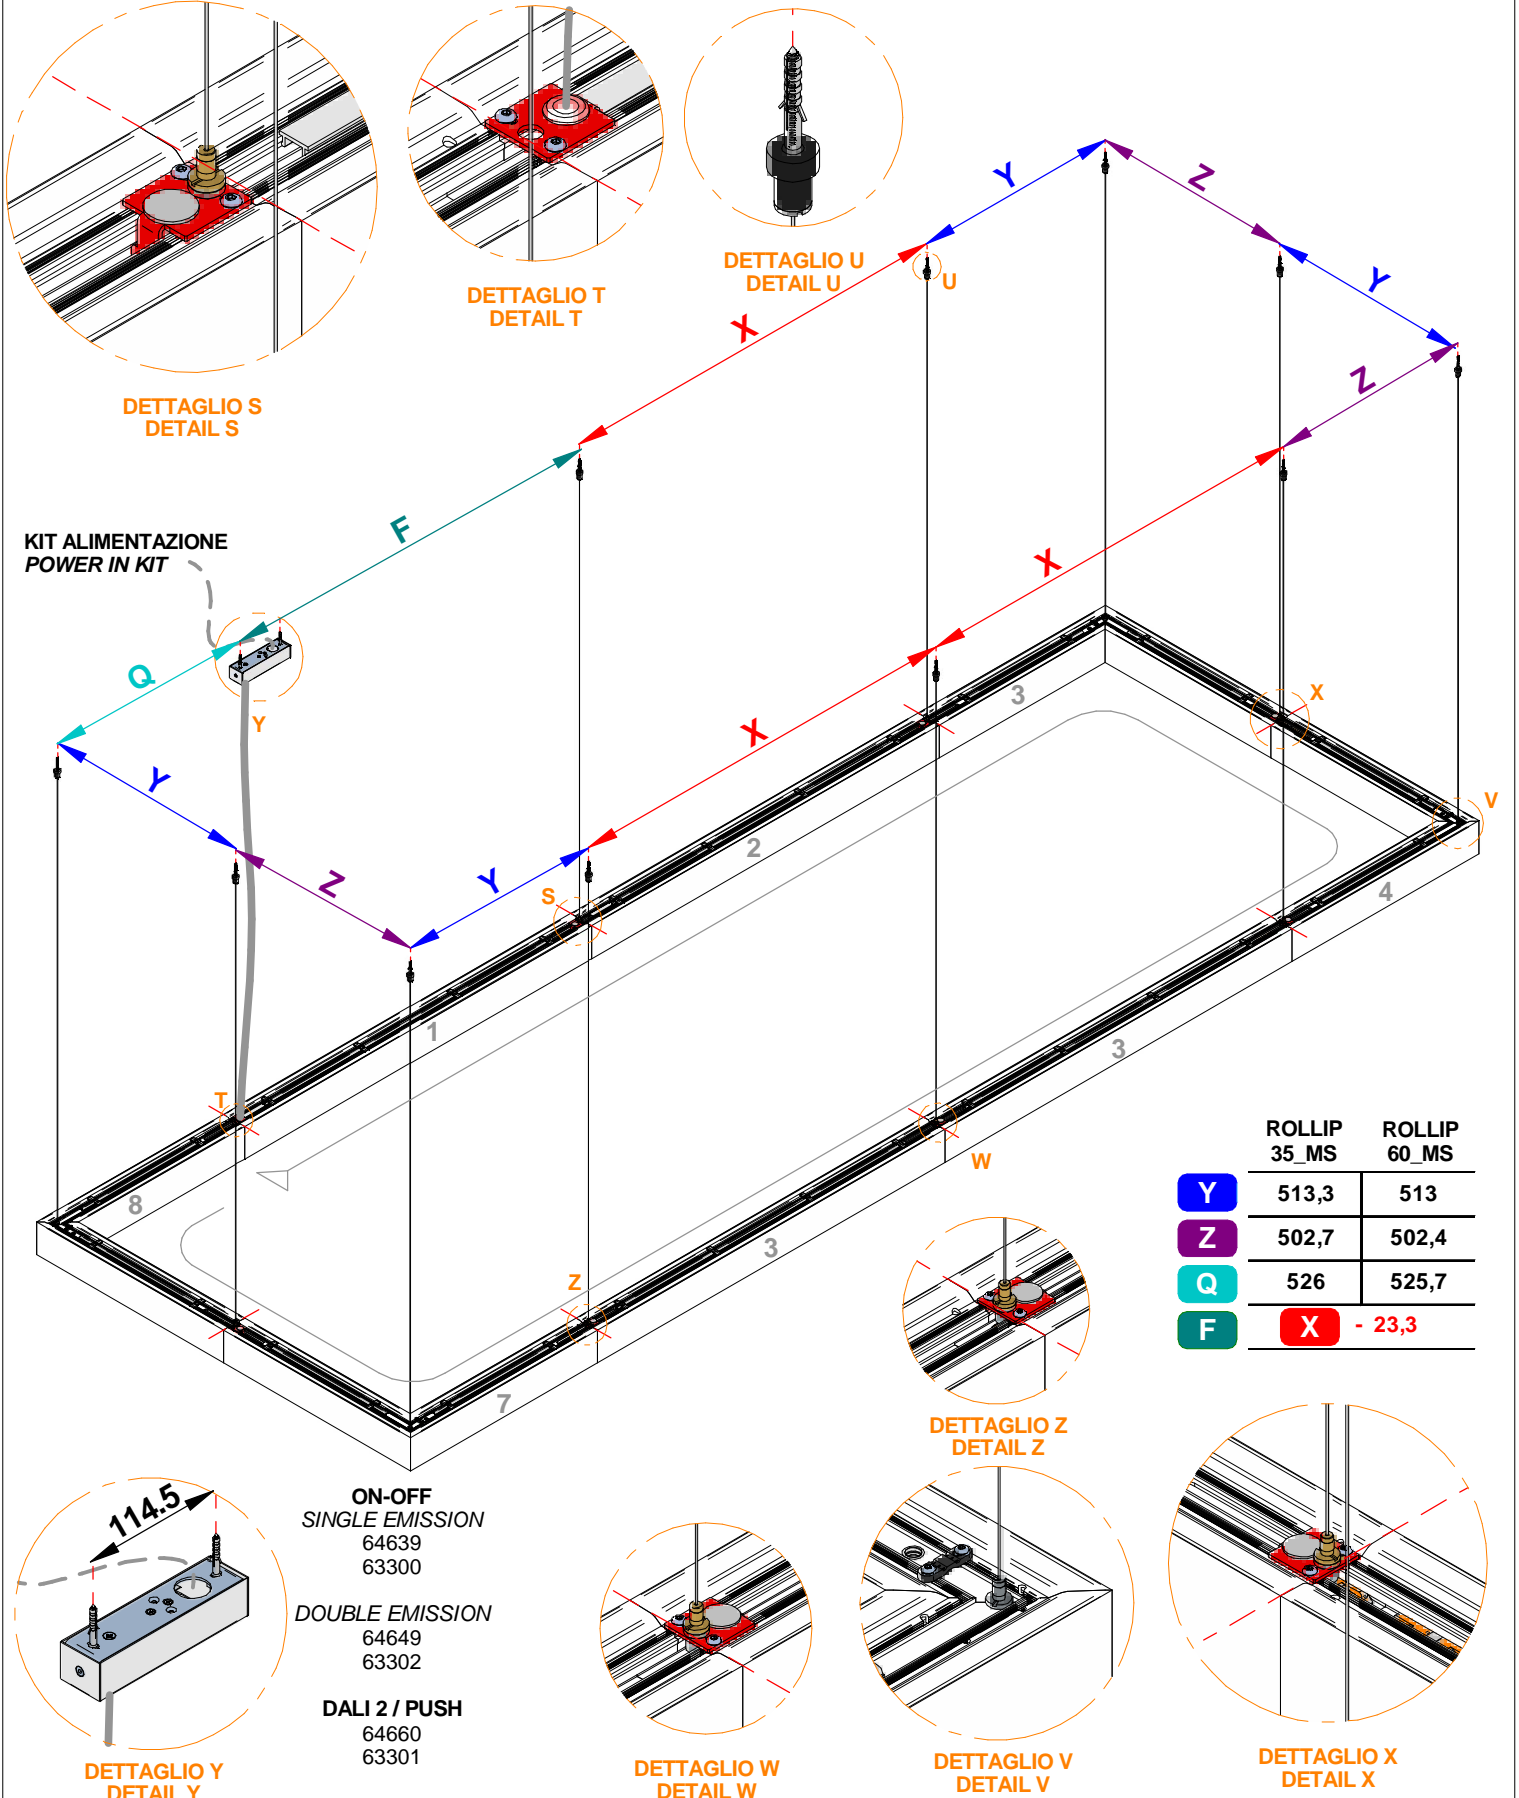 DETTAGLIO S
DETAIL S
DETTAGLIO T
DETAIL T
DETTAGLIO U
DETAIL U
Y
Z
U
X
Y
Z
F
X
KIT ALIMENTAZIONE
POWER IN KIT
Q
Y
X
Y
Z
Y
3
X
V
2
S
4
1
3
T
W
8
3
Z
7
ROLLIP ROLLIP
35_MS 60_MS
Y 513,3 513
Z 502,7 502,4
Q 526 525,7
F X - 23,3
DETTAGLIO Z
DETAIL Z
114.5
DETTAGLIO Y
DETAIL Y
ON-OFF
SINGLE EMISSION
64639
63300
DOUBLE EMISSION
64649
63302
DALI 2 / PUSH
64660
63301
DETTAGLIO W
DETAIL W
DETTAGLIO V
DETAIL V
DETTAGLIO X
DETAIL X